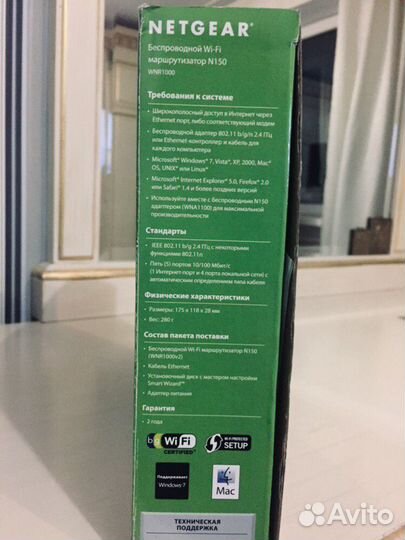 NETGEAR®
Беспроводной Wi-Fi
маршрутизатор N150
WNR1000
Требования к системе
• Широкополосный доступ в Интернет через
Ethernet порт, либо соответствующий модем
• Беспроводной адаптер 802.11 b/g/n 2.4 ГГц
или Ethernet-контроллер и кабель для
каждого компьютера
• Microsoft® Windows® 7, Vista®, XP, 2000, Mac®
OS, UNIX® или Linux®
• Microsoft® Internet Explorer® 5.0, Firefox® 2.0
или Safari® 1.4 и более поздних версий
• Используйте вместе с Беспроводным N150
адаптером (WNA1100) для максимальной
производительности
Стандарты
• IEEE 802.11 b/g 2.4 ГГц с некоторыми
функциями 802.11n
• Пять (5) портов 10/100 Мбит/с
(1 Интернет-порт и 4 порта локальной сети) с
автоматическим определением типа кабеля
Физические характеристики
• Размеры: 175 x 118 x 28 мм
• Вес: 280 г
Состав пакета поставки
• Беспроводной Wi-Fi маршрутизатор N150
(WNR1000v2)
• Кабель Ethernet
• Установочный диск с мастером настройки
Smart Wizard™
• Адаптер питания
Гарантия
• 2 года
b g Wi Fi CERTIFIED™
WI-FI PROTECTED SETUP
Поддерживает
Windows® 7
Mac
ТЕХНИЧЕСКАЯ
ПОДДЕРЖКА
Avito